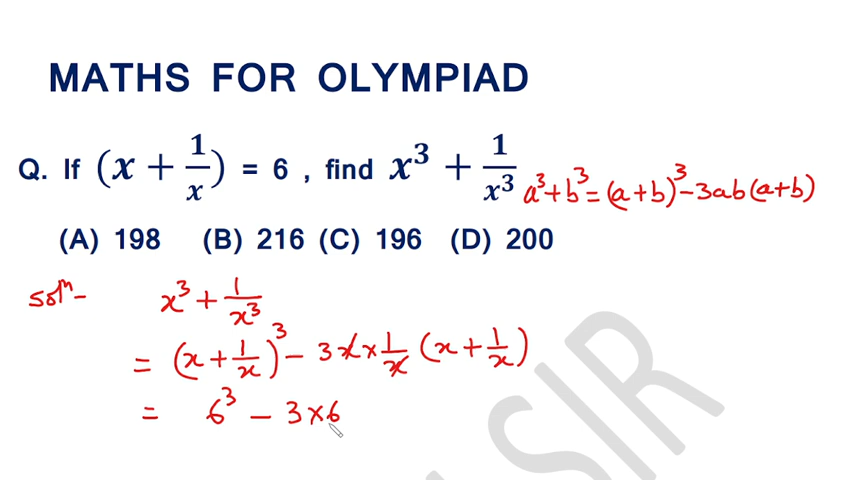 MATHS FOR OLYMPIAD
Q. If (x + 1/x) = 6 , find x³ + 1/x³
a³ + b³ = (a + b)³ - 3ab(a + b)
(A) 198 (B) 216 (C) 196 (D) 200
Solⁿ- x³ + 1/x³
= (x + 1/x)³ - 3x × 1/x (x + 1/x)
= 6³ - 3 × 6
SIR